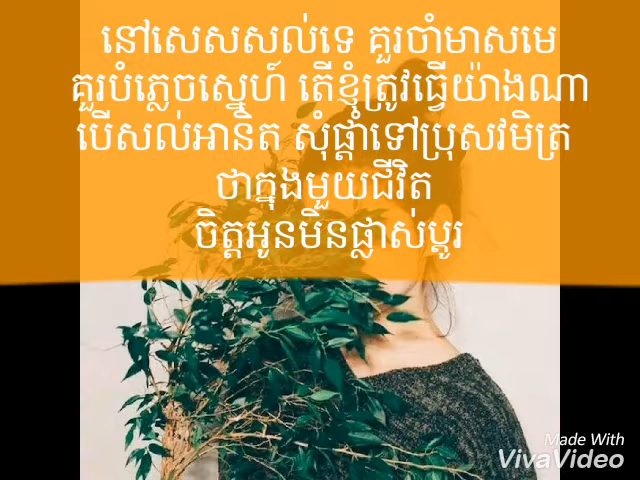 នៅសេសសល់ទេ គួរចាំមាសមេ
គួរបំភ្លេចស្នេហ៍ តើខ្ញុំត្រូវធ្វើយ៉ាងណា
បើសល់អានិត សុំផ្តាំទៅប្រុសវមិត្រ
ថាក្នុងមួយជីវិត
ចិត្តអូនមិនផ្លាស់ប្តូរ
Made With
VivaVideo